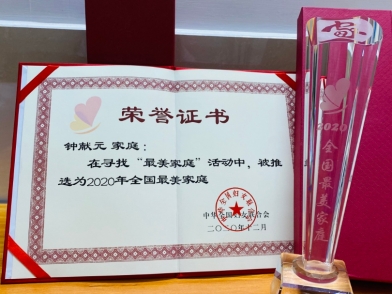 荣誉证书
钟献元 家庭：
在寻找“最美家庭”活动中，被推
选为2020年全国最美家庭
中华全国妇女联合会
二〇二〇年十二月
2020
全国最美家庭